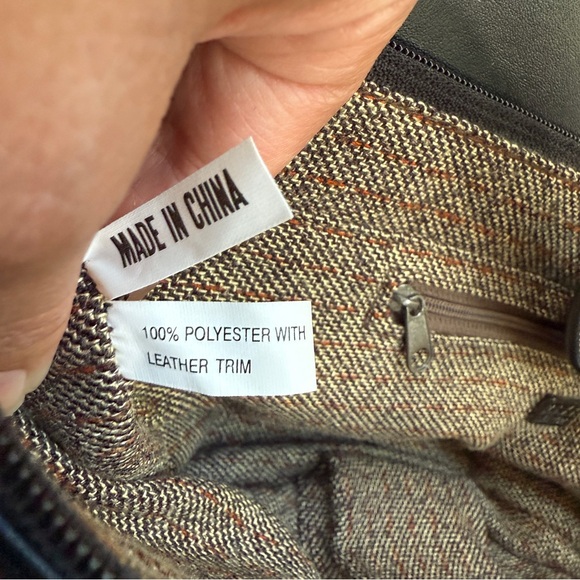 MADE IN CHINA
100% POLYESTER WITH
LEATHER TRIM